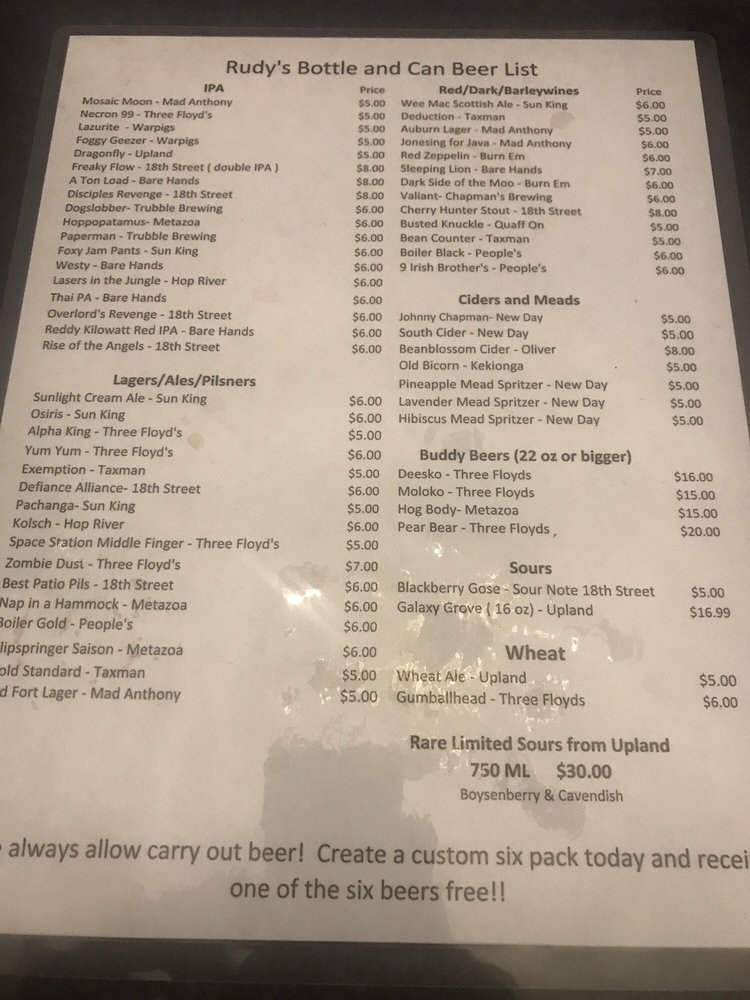 Rudy's Bottle and Can Beer List
IPA Price
Mosaic Moon - Mad Anthony $5.00
Necron 99 - Three Floyd's $5.00
Lazurite - Warpigs $5.00
Foggy Geezer - Warpigs $5.00
Dragonfly - Upland $5.00
Freaky Flow - 18th Street ( double IPA ) $8.00
A Ton Load - Bare Hands $8.00
Disciples Revenge - 18th Street $8.00
Dogslobber- Trubble Brewing $6.00
Hoppopatamus- Metazoa $6.00
Paperman - Trubble Brewing $6.00
Foxy Jam Pants - Sun King $6.00
Westy - Bare Hands $6.00
Lasers in the Jungle - Hop River $6.00
Thai PA - Bare Hands $6.00
Overlord's Revenge - 18th Street $6.00
Reddy Kilowatt Red IPA - Bare Hands $6.00
Rise of the Angels - 18th Street $6.00
Lagers/Ales/Pilsners
Sunlight Cream Ale - Sun King $6.00
Osiris - Sun King $6.00
Alpha King - Three Floyd's $5.00
Yum Yum - Three Floyd's $6.00
Exemption - Taxman $5.00
Defiance Alliance- 18th Street $6.00
Pachanga- Sun King $5.00
Kolsch - Hop River $6.00
Space Station Middle Finger - Three Floyd's $5.00
Zombie Dust - Three Floyd's $7.00
Best Patio Pils - 18th Street $6.00
Nap in a Hammock - Metazoa $6.00
Boiler Gold - People's $6.00
lipspringer Saison - Metazoa $6.00
old Standard - Taxman $5.00
d Fort Lager - Mad Anthony $5.00
Red/Dark/Barleywines Price
Wee Mac Scottish Ale - Sun King $6.00
Deduction - Taxman $5.00
Auburn Lager - Mad Anthony $5.00
Jonesing for Java - Mad Anthony $6.00
Red Zeppelin - Burn Em $6.00
Sleeping Lion - Bare Hands $7.00
Dark Side of the Moo - Burn Em $6.00
Valiant- Chapman's Brewing $6.00
Cherry Hunter Stout - 18th Street $8.00
Busted Knuckle - Quaff On $5.00
Bean Counter - Taxman $5.00
Boiler Black - People's $6.00
9 Irish Brother's - People's $6.00
Ciders and Meads
Johnny Chapman- New Day $5.00
South Cider - New Day $5.00
Beanblossom Cider - Oliver $8.00
Old Bicorn - Kekionga $5.00
Pineapple Mead Spritzer - New Day $5.00
Lavender Mead Spritzer - New Day $5.00
Hibiscus Mead Spritzer - New Day $5.00
Buddy Beers (22 oz or bigger)
Deesko - Three Floyds $16.00
Moloko - Three Floyds $15.00
Hog Body- Metazoa $15.00
Pear Bear - Three Floyds , $20.00
Sours
Blackberry Gose - Sour Note 18th Street $5.00
Galaxy Grove ( 16 oz) - Upland $16.99
Wheat
Wheat Ale - Upland $5.00
Gumballhead - Three Floyds $6.00
Rare Limited Sours from Upland
750 ML $30.00
Boysenberry & Cavendish
always allow carry out beer! Create a custom six pack today and recei
one of the six beers free!!